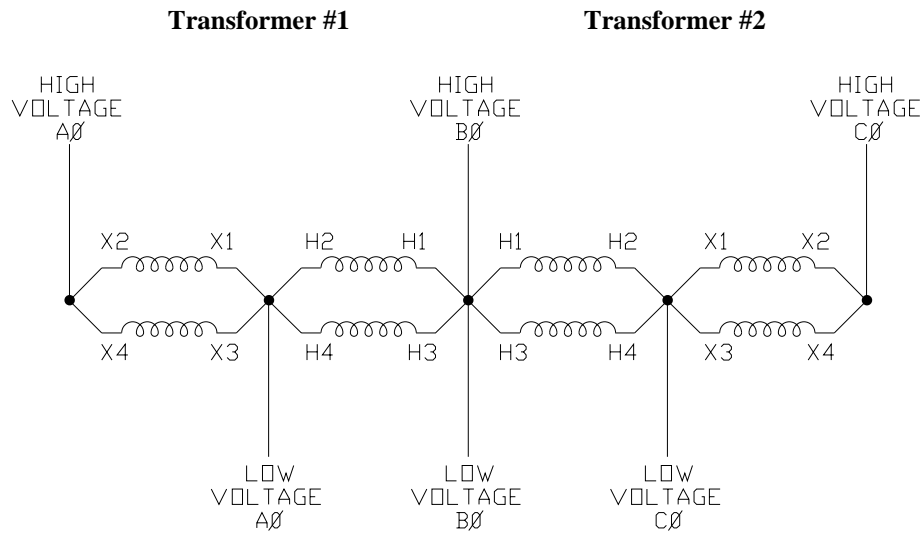 Transformer #1
Transformer #2
HIGH
VOLTAGE
AØ
HIGH
VOLTAGE
BØ
HIGH
VOLTAGE
CØ
X2 X1 H2 H1 H1 H2 X1 X2
X4 X3 H4 H3 H3 H4 X3 X4
LOW
VOLTAGE
AØ
LOW
VOLTAGE
BØ
LOW
VOLTAGE
CØ